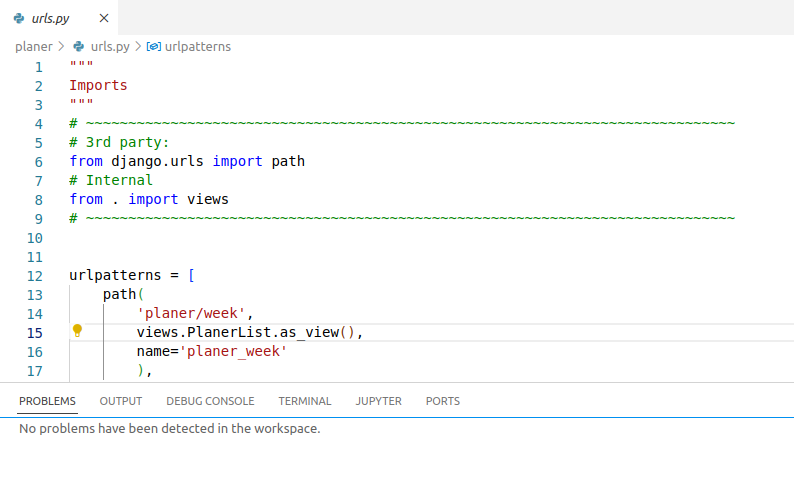 urls.py
planer > urls.py > urlpatterns
1 """
2 Imports
3 """
4 # ~~~~~~~~~~~~~~~~~~~~~~~~~~~~~~~~~~~~~~~~~~~~~~~~~~~~~~~~~~~~~~~~~~~~~~~~~~~~~
5 # 3rd party:
6 from django.urls import path
7 # Internal
8 from . import views
9 # ~~~~~~~~~~~~~~~~~~~~~~~~~~~~~~~~~~~~~~~~~~~~~~~~~~~~~~~~~~~~~~~~~~~~~~~~~~~~~
10
11
12 urlpatterns = [
13     path(
14         'planer/week',
15         views.PlanerList.as_view(),
16         name='planer_week'
17         ),
PROBLEMS OUTPUT DEBUG CONSOLE TERMINAL JUPYTER PORTS
No problems have been detected in the workspace.